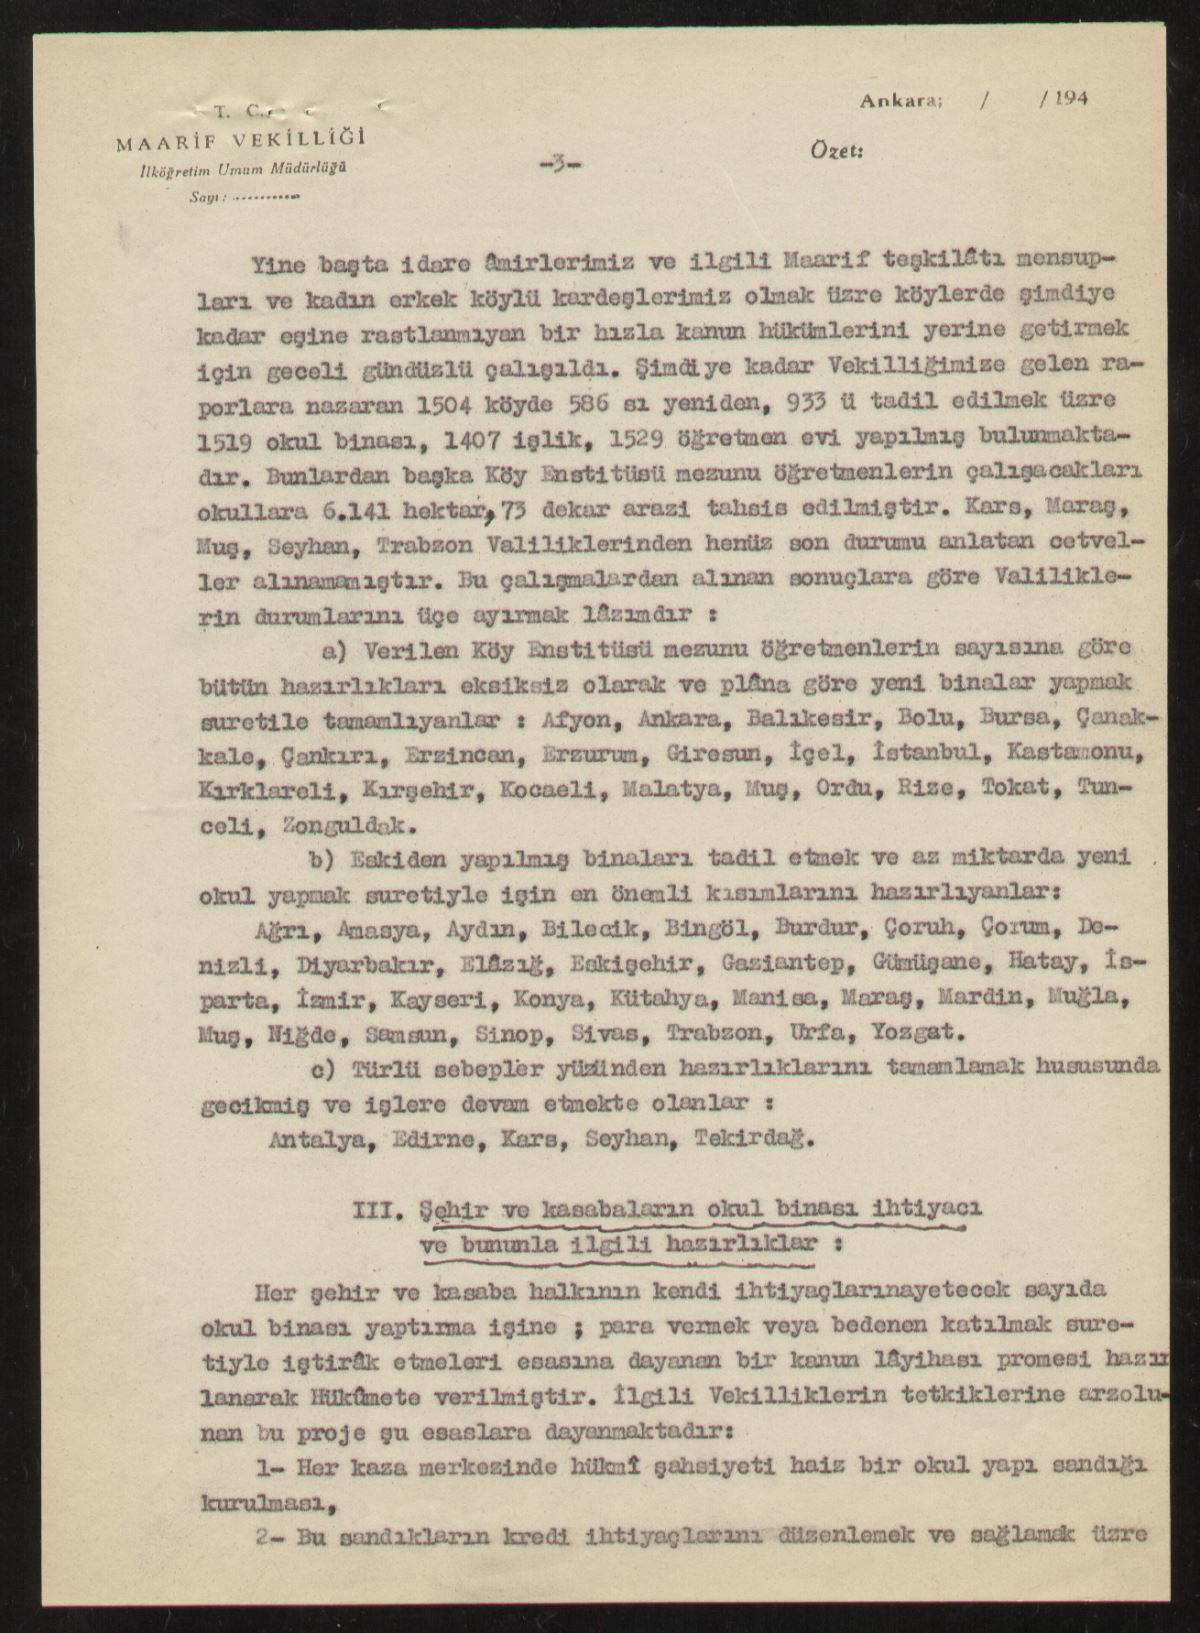 T. C.
MAARİF VEKİLLİĞİ
İlköğretim Umum Müdürlüğü
Sayı: ...........
Ankara; / / 194
Özet:
-3-
Yine başta idare âmirlerimiz ve ilgili Maarif teşkilâtı mensup-
ları ve kadın erkek köylü kardeşlerimiz olmak üzre köylerde şimdiye
kadar eşine rastlanmıyan bir hızla kanun hükümlerini yerine getirmek
için geceli gündüzlü çalışıldı. Şimdiye kadar Vekilliğimize gelen ra-
porlara nazaran 1504 köyde 586 sı yeniden, 933 ü tadil edilmek üzre
1519 okul binası, 1407 işlik, 1529 öğretmen evi yapılmış bulunmakta-
dır. Bunlardan başka Köy Enstitüsü mezunu öğretmenlerin çalışacakları
okullara 6.141 hektar, 73 dekar arazi tahsis edilmiştir. Kars, Maraş,
Muş, Seyhan, Trabzon Valiliklerinden henüz son durumu anlatan cetvel-
ler alınamamıştır. Bu çalışmalardan alınan sonuçlara göre Valilikle-
rin durumlarını üçe ayırmak lâzımdır :
a) Verilen Köy Enstitüsü mezunu öğretmenlerin sayısına göre
bütün hazırlıkları eksiksiz olarak ve plâna göre yeni binalar yapmak
suretile tamamlıyanlar : Afyon, Ankara, Balıkesir, Bolu, Bursa, Çanak-
kale, Çankırı, Erzincan, Erzurum, Giresun, İçel, İstanbul, Kastamonu,
Kırklareli, Kırşehir, Kocaeli, Malatya, Muş, Ordu, Rize, Tokat, Tun-
celi, Zonguldak.
b) Eskiden yapılmış binaları tadil etmek ve az miktarda yeni
okul yapmak suretiyle işin en önemli kısımlarını hazırlıyanlar:
Ağrı, Amasya, Aydın, Bilecik, Bingöl, Burdur, Çoruh, Çorum, De-
nizli, Diyarbakır, Elâzığ, Eskişehir, Gaziantep, Gümüşane, Hatay, İs-
parta, İzmir, Kayseri, Konya, Kütahya, Manisa, Maraş, Mardin, Muğla,
Muş, Niğde, Samsun, Sinop, Sivas, Trabzon, Urfa, Yozgat.
c) Türlü sebepler yüzünden hazırlıklarını tamamlamak hususunda
gecikmiş ve işlere devam etmekte olanlar :
Antalya, Edirne, Kars, Seyhan, Tekirdağ.
III. Şehir ve kasabaların okul binası ihtiyacı
ve bununla ilgili hazırlıklar :
Her şehir ve kasaba halkının kendi ihtiyaçlarınayetecek sayıda
okul binası yaptırma işine ; para vermek veya bedenen katılmak sure-
tiyle iştirâk etmeleri esasına dayanan bir kanun lâyihası promesi hazır
lanarak Hükûmete verilmiştir. İlgili Vekilliklerin tetkiklerine arzolu-
nan bu proje şu esaslara dayanmaktadır:
1- Her kaza merkezinde hükmî şahsiyeti haiz bir okul yapı sandığı
kurulması,
2- Bu sandıkların kredi ihtiyaçlarını düzenlemek ve sağlamak üzre